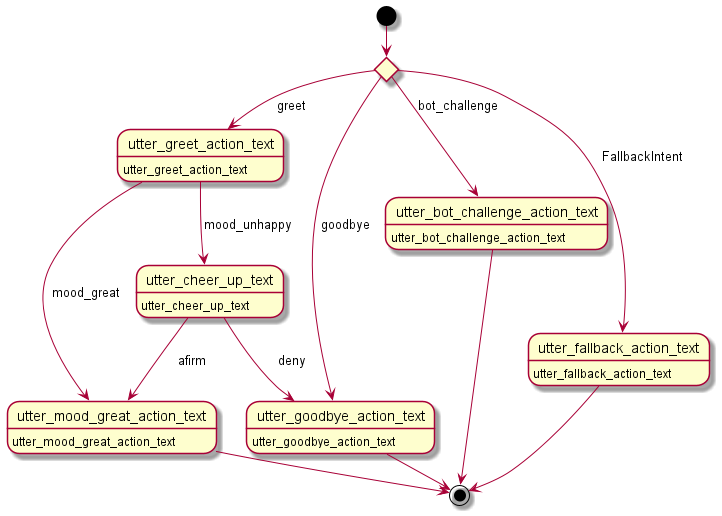 greet
bot_challenge
utter_greet_action_text
utter_greet_action_text
FallbackIntent
mood_unhappy
goodbye
utter_bot_challenge_action_text
utter_bot_challenge_action_text
utter_cheer_up_text
utter_cheer_up_text
mood_great
utter_fallback_action_text
utter_fallback_action_text
afirm
deny
utter_mood_great_action_text
utter_mood_great_action_text
utter_goodbye_action_text
utter_goodbye_action_text